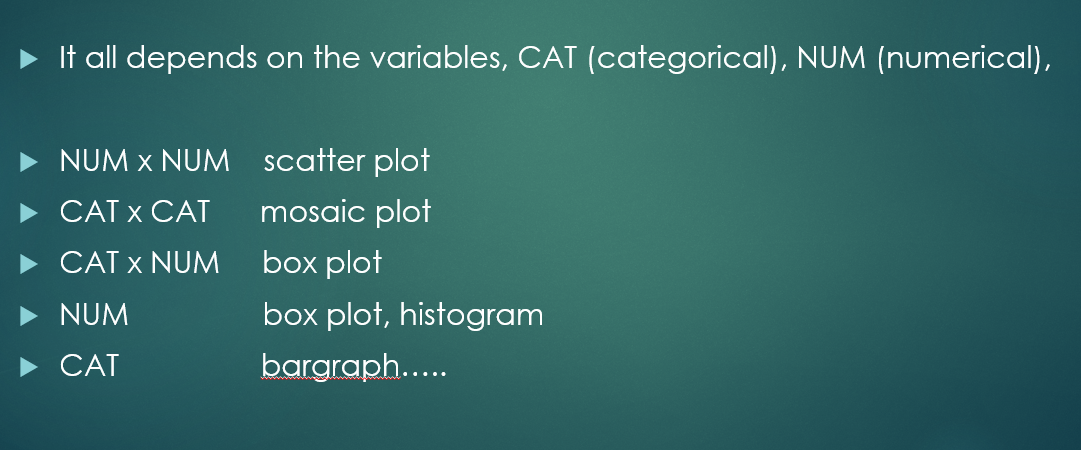 It all depends on the variables, CAT (categorical), NUM (numerical),
NUM x NUM scatter plot
CAT x CAT mosaic plot
CAT x NUM box plot
NUM box plot, histogram
CAT bargraph.....